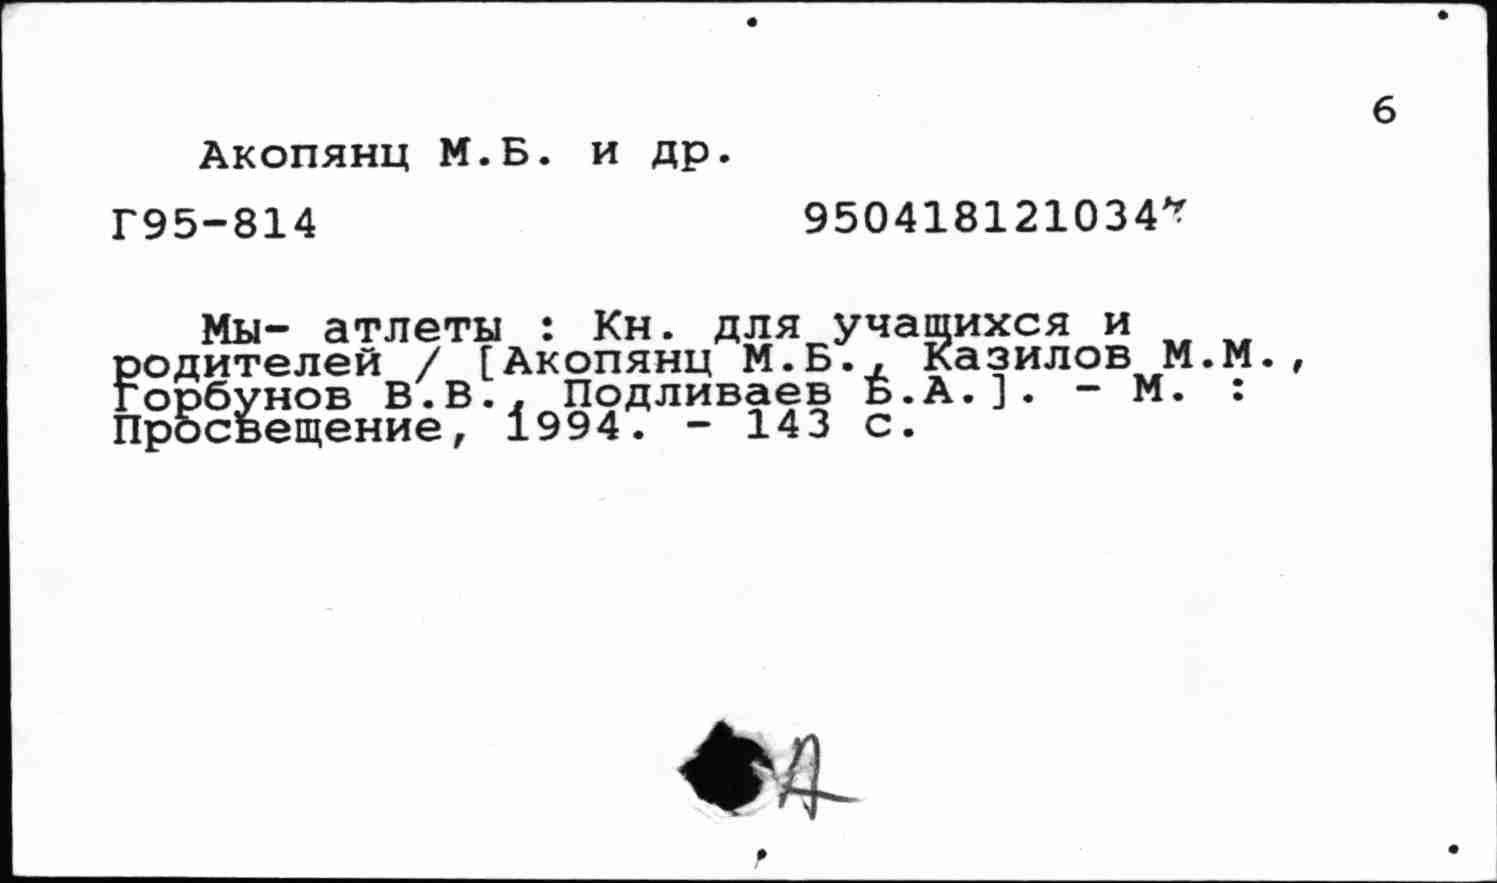 6
Акопянц М.Б. и др.
Г95-814 950418121034
Мы- атлеты : Кн. для учащихся и
родителей / [Акопянц М.Б., Казилов М.М.,
Горбунов В.В., Подливаев Б.А.]. - М. :
Просвещение, 1994. - 143 с.
А